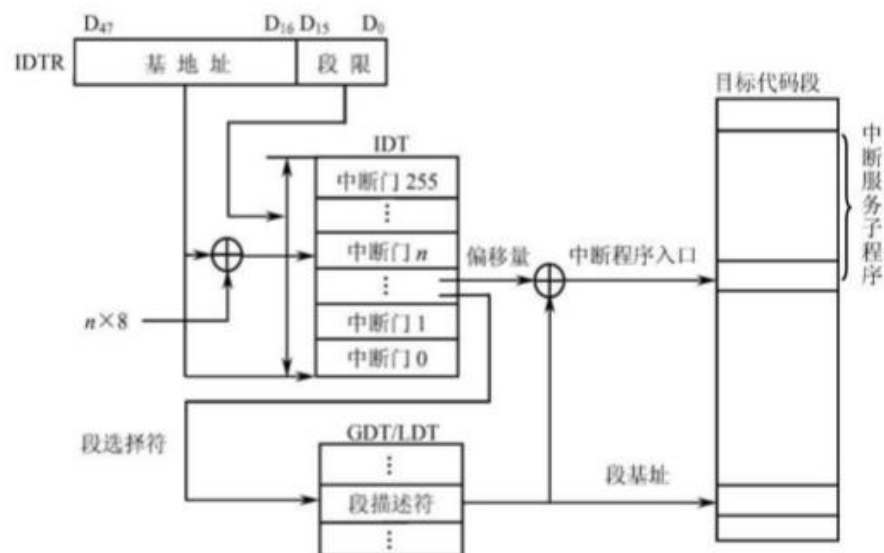 D47 D16 D15 D0
IDTR 基地址 段限
目标代码段
IDT
中断门 255
⋮
中断门 n
⋮
中断门 1
中断门 0
n×8
偏移量
中断程序入口
中断服务子程序
段选择符
GDT/LDT
⋮
段描述符
⋮
段基址